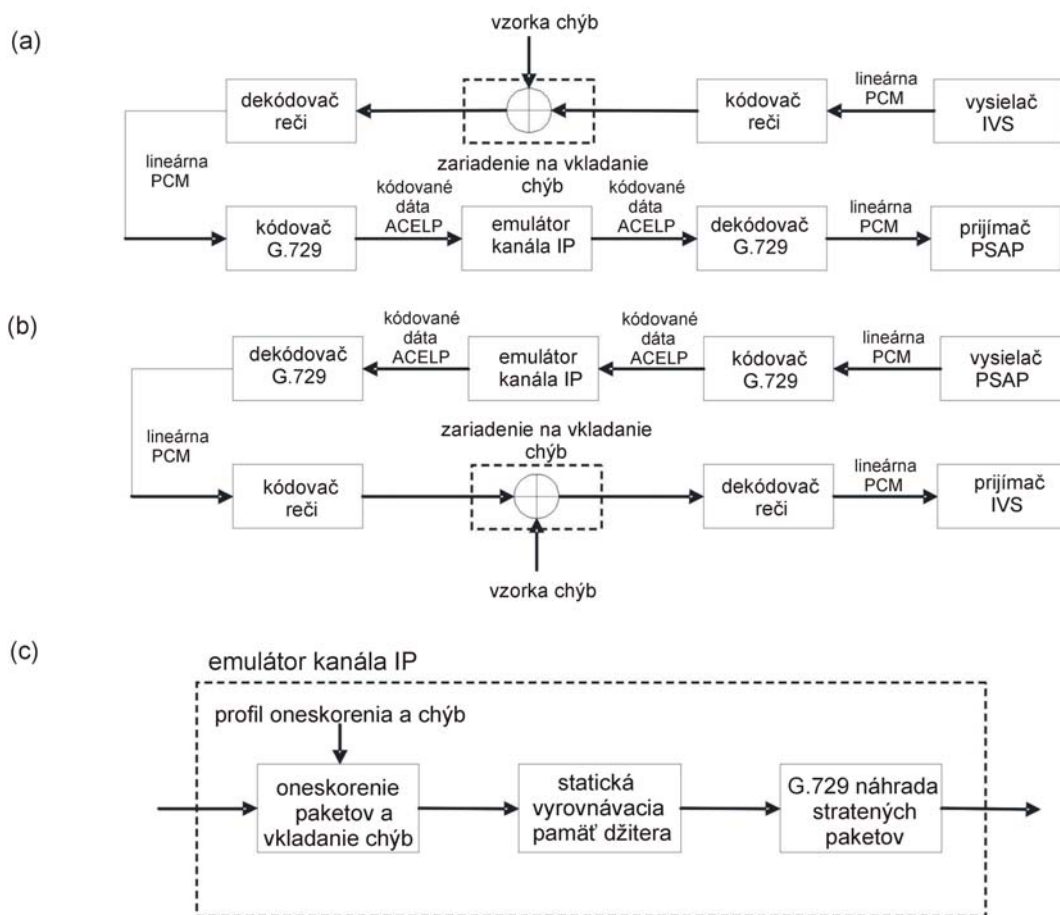 (a)
vzorka chýb
dekódovač
reči
kódovač
reči
lineárna
PCM
vysielač
IVS
zariadenie na vkladanie
chýb
lineárna
PCM
kódovač
G.729
kódované
dáta
ACELP
emulátor
kanála IP
kódované
dáta
ACELP
dekódovač
G.729
lineárna
PCM
prijímač
PSAP
(b)
dekódovač
G.729
kódované
dáta
ACELP
emulátor
kanála IP
kódované
dáta
ACELP
kódovač
G.729
lineárna
PCM
vysielač
PSAP
lineárna
PCM
zariadenie na vkladanie
chýb
kódovač
reči
dekódovač
reči
lineárna
PCM
prijímač
IVS
vzorka chýb
(c)
emulátor kanála IP
profil oneskorenia a chýb
oneskorenie
paketov a
vkladanie chýb
statická
vyrovnávacia
pamäť džitera
G.729 náhrada
stratených
paketov